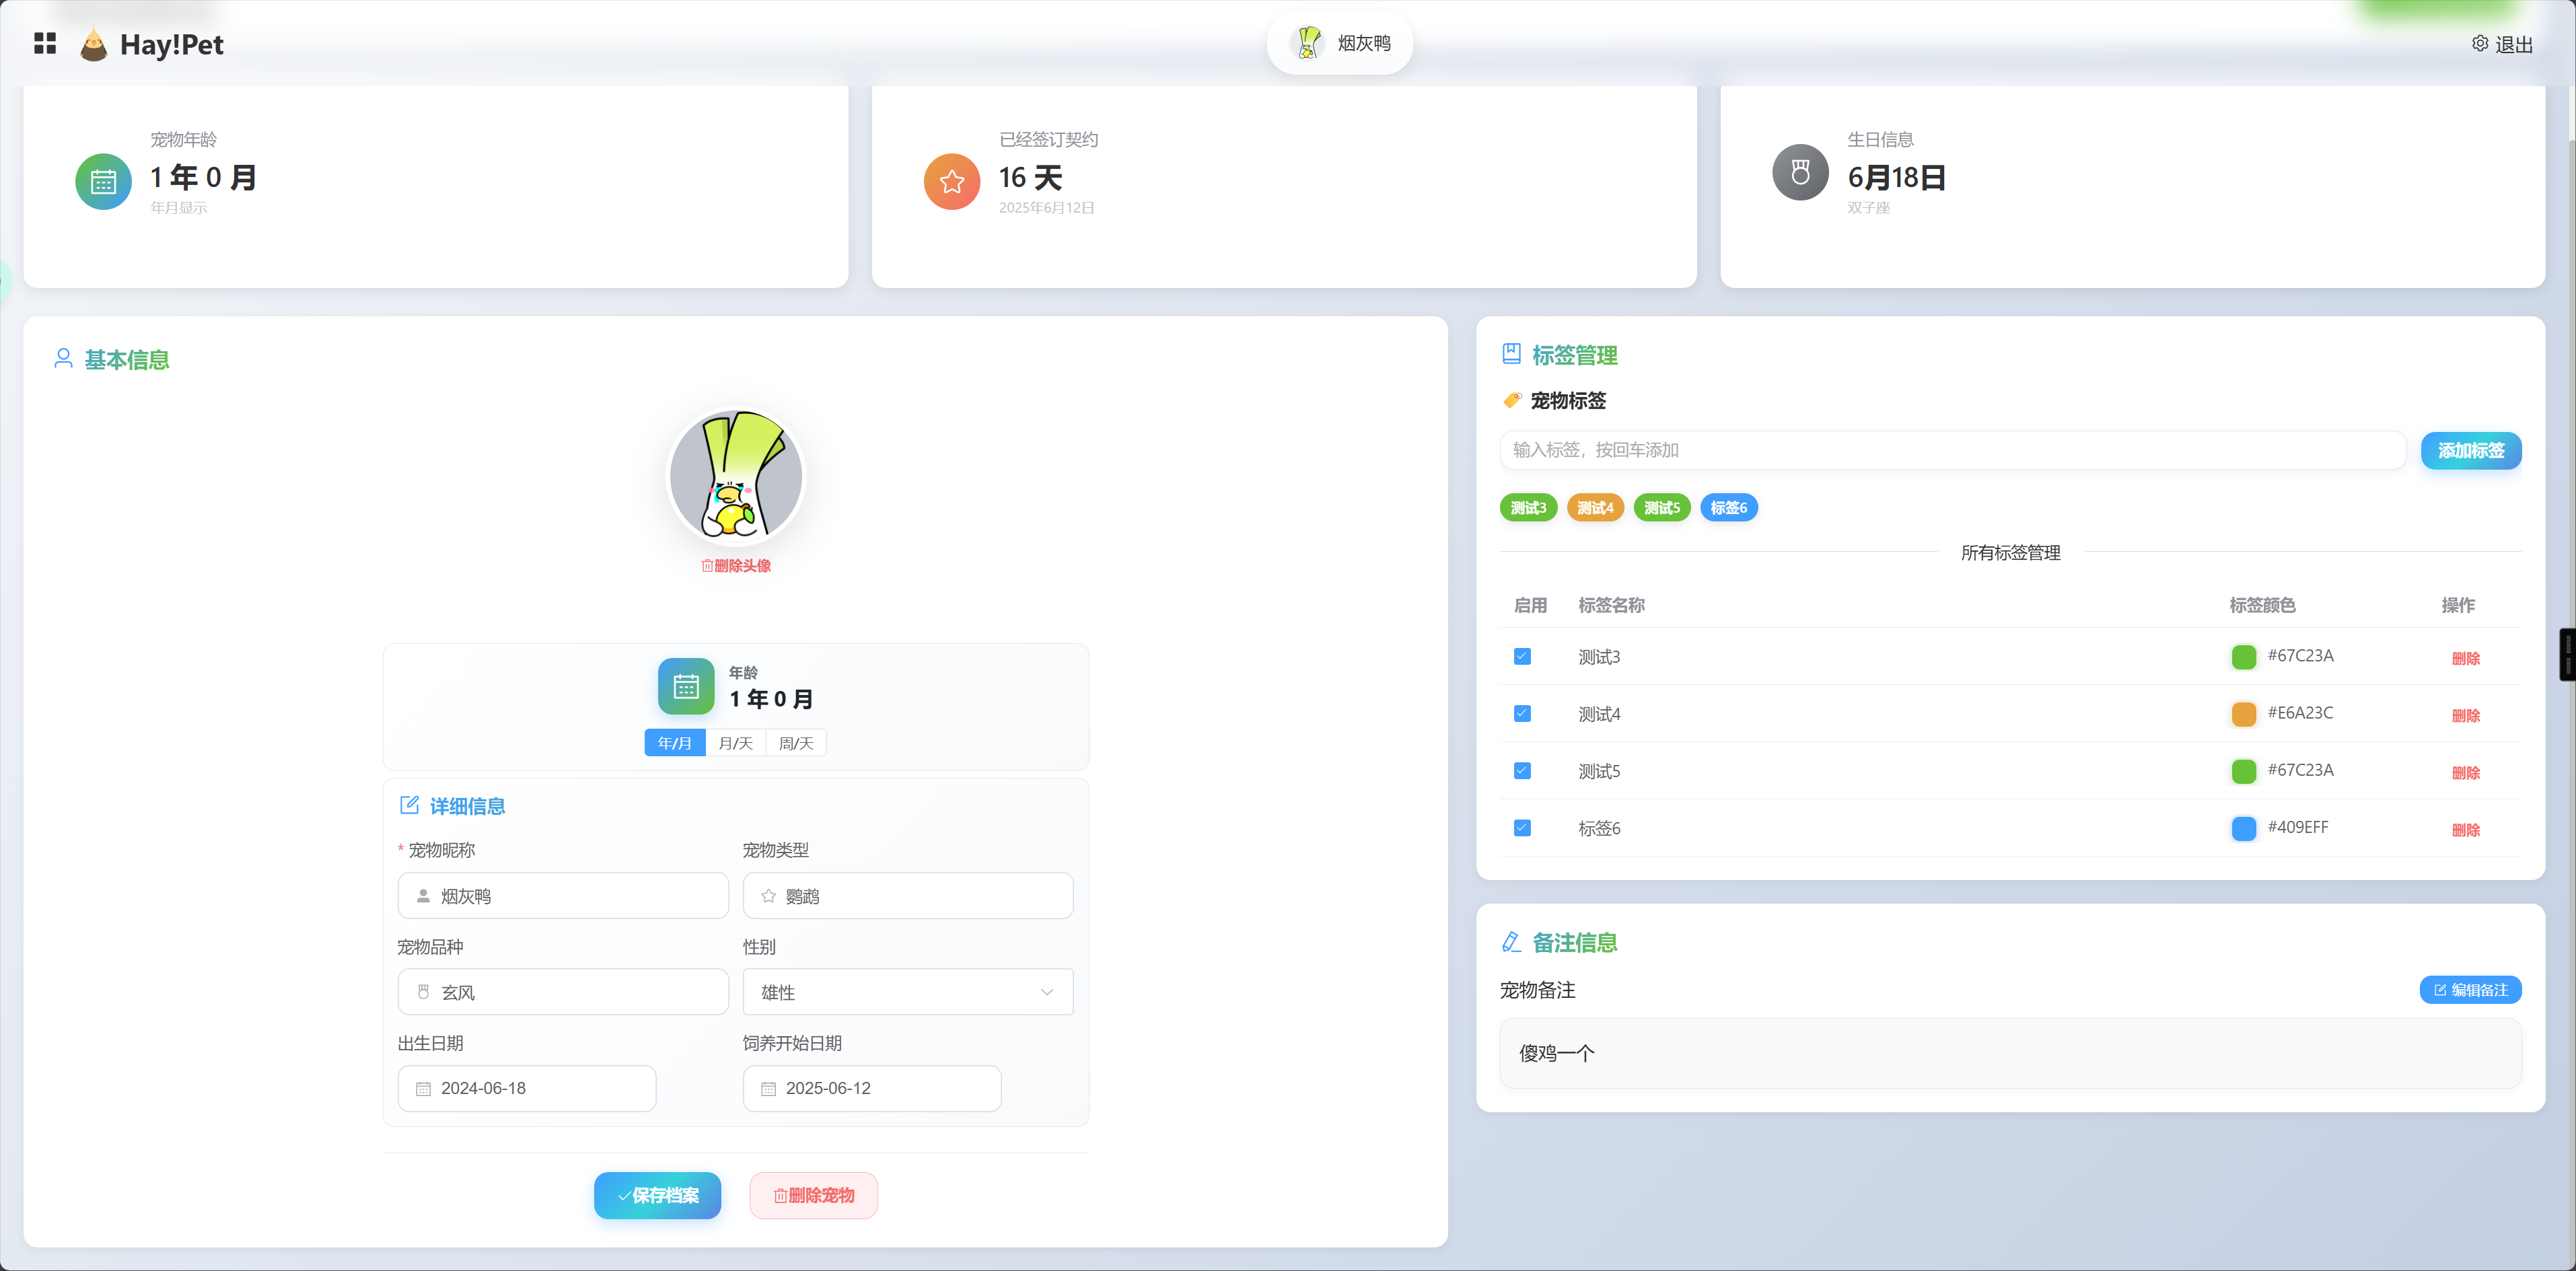 Hay!Pet
烟灰鸭
退出
宠物年龄
1 年 0 月
年月显示
已经签订契约
16 天
2025年6月12日
生日信息
6月18日
双子座
基本信息
删除头像
年龄
1 年 0 月
年/月
月/天
周/天
详细信息
* 宠物昵称
宠物类型
烟灰鸭
鹦鹉
宠物品种
性别
玄风
雄性
出生日期
饲养开始日期
2024-06-18
2025-06-12
保存档案
删除宠物
标签管理
宠物标签
输入标签，按回车添加
添加标签
测试3
测试4
测试5
标签6
所有标签管理
启用 标签名称 标签颜色 操作
测试3 #67C23A 删除
测试4 #E6A23C 删除
测试5 #67C23A 删除
标签6 #409EFF 删除
备注信息
宠物备注
编辑备注
傻鸡一个